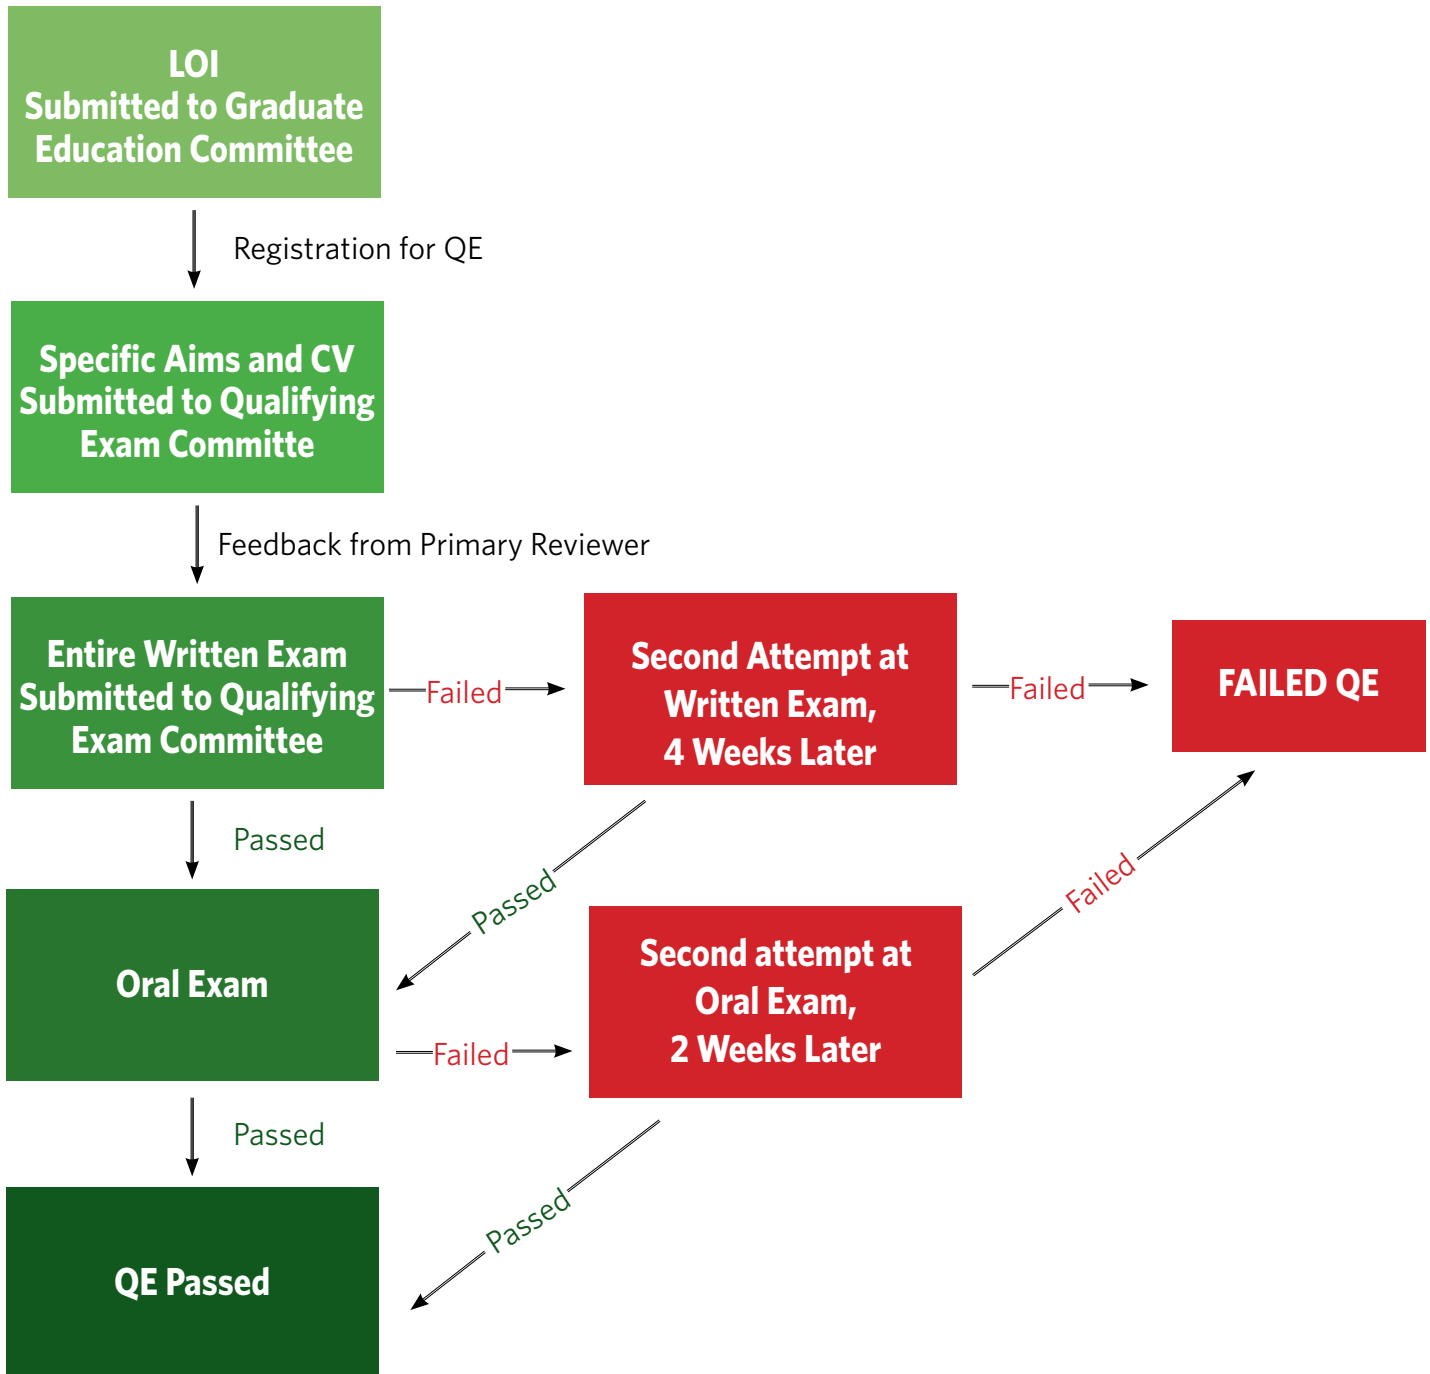 LOI
Submitted to Graduate
Education Committee
Registration for QE
Specific Aims and CV
Submitted to Qualifying
Exam Committe
Feedback from Primary Reviewer
Entire Written Exam
Submitted to Qualifying
Exam Committee
Failed
Second Attempt at
Written Exam,
4 Weeks Later
Failed
FAILED QE
Passed
Passed
Failed
Oral Exam
Failed
Second attempt at
Oral Exam,
2 Weeks Later
Passed
Passed
QE Passed